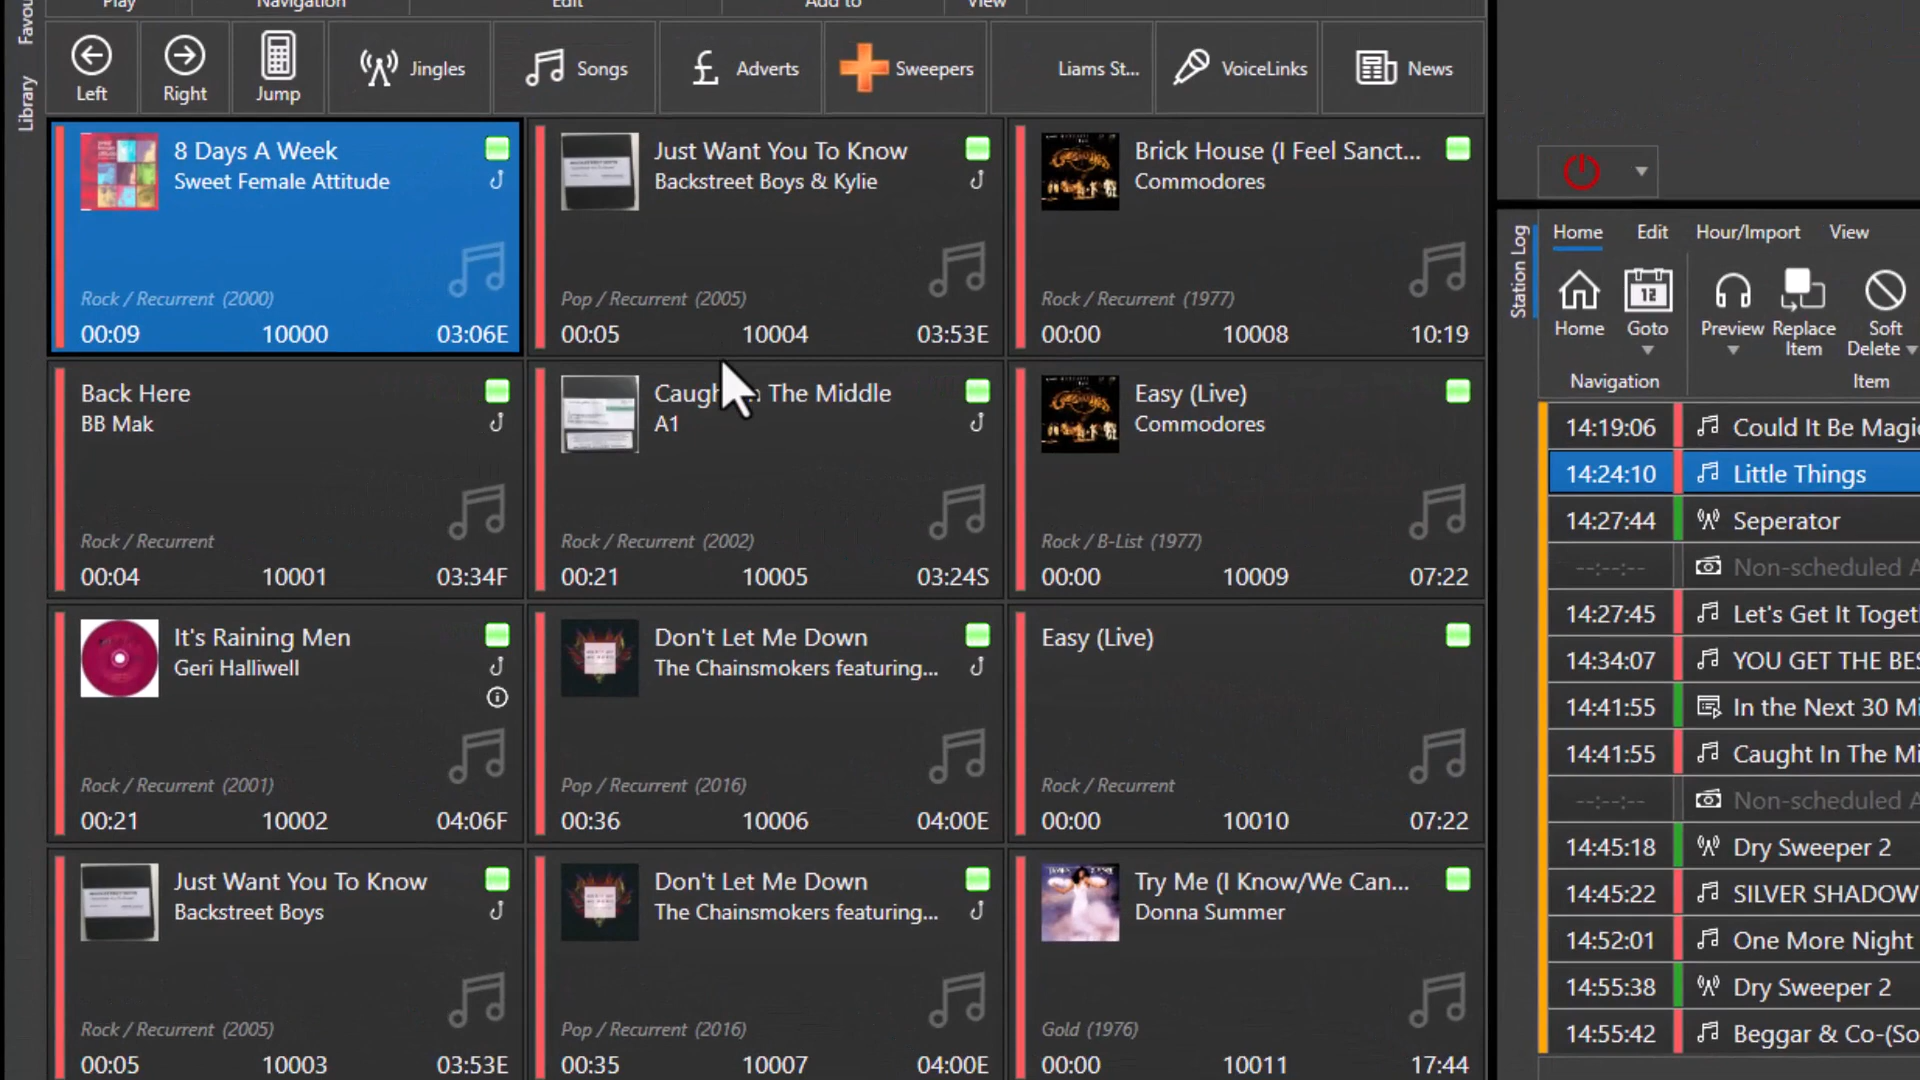 Play
Navigation
Edit
Add to
View
Favou
Library
Left
Right
Jump
Jingles
Songs
£
Adverts
Sweepers
Liams St...
VoiceLinks
News
8 Days A Week
Sweet Female Attitude
Rock / Recurrent (2000)
00:09 10000 03:06E
Just Want You To Know
Backstreet Boys & Kylie
Pop / Recurrent (2005)
00:05 10004 03:53E
Brick House (I Feel Sanct...
Commodores
Rock / Recurrent (1977)
00:00 10008 10:19
Back Here
BB Mak
Rock / Recurrent
00:04 10001 03:34F
Caugh The Middle
A1
Rock / Recurrent (2002)
00:21 10005 03:24S
Easy (Live)
Commodores
Rock / B-List (1977)
00:00 10009 07:22
It's Raining Men
Geri Halliwell
Rock / Recurrent (2001)
00:21 10002 04:06F
Don't Let Me Down
The Chainsmokers featuring...
Pop / Recurrent (2016)
00:36 10006 04:00E
Easy (Live)
Rock / Recurrent
00:00 10010 07:22
Just Want You To Know
Backstreet Boys
Rock / Recurrent (2005)
00:05 10003 03:53E
Don't Let Me Down
The Chainsmokers featuring...
Pop / Recurrent (2016)
00:35 10007 04:00E
Try Me (I Know/We Can...
Donna Summer
Gold (1976)
00:00 10011 17:44
Station Log
Home Edit Hour/Import View
12
Home
Goto
Preview
Replace
Item
Soft
Delete
Navigation
Item
14:19:06 Could It Be Magi
14:24:10 Little Things
14:27:44 Seperator
--:--:-- Non-scheduled A
14:27:45 Let's Get It Toget
14:34:07 YOU GET THE BES
14:41:55 In the Next 30 Mi
14:41:55 Caught In The Mi
--:--:-- Non-scheduled A
14:45:18 Dry Sweeper 2
14:45:22 SILVER SHADOW
14:52:01 One More Night
14:55:38 Dry Sweeper 2
14:55:42 Beggar & Co-(So